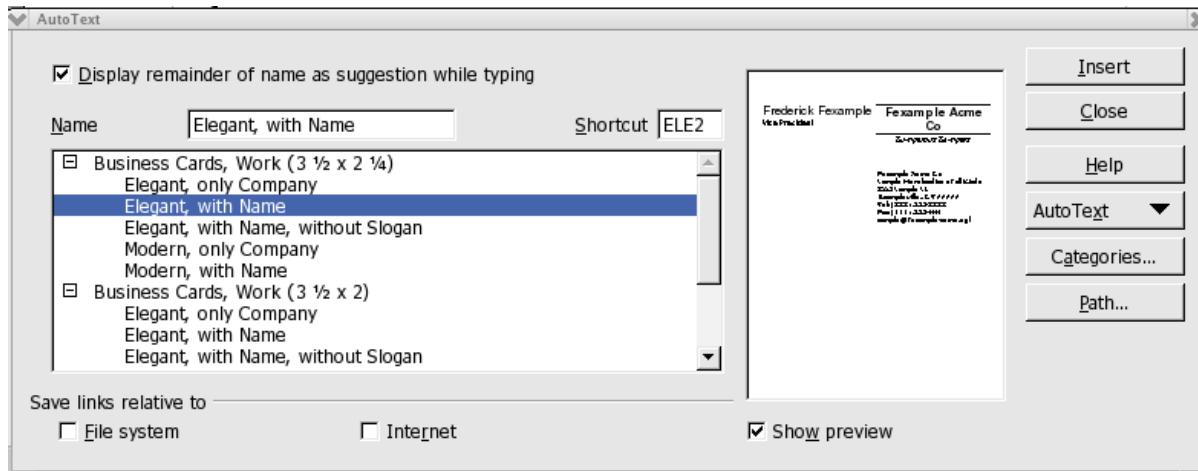 AutoText
Display remainder of name as suggestion while typing
Name
Elegant, with Name
Shortcut
ELE2
Business Cards, Work (3 ½ x 2 ¼)
Elegant, only Company
Elegant, with Name
Elegant, with Name, without Slogan
Modern, only Company
Modern, with Name
Business Cards, Work (3 ½ x 2)
Elegant, only Company
Elegant, with Name
Elegant, with Name, without Slogan
Save links relative to
File system
Internet
Frederick Fexample
Vice President
Fexample Acme
Co
Show preview
Insert
Close
Help
AutoText
Categories...
Path...